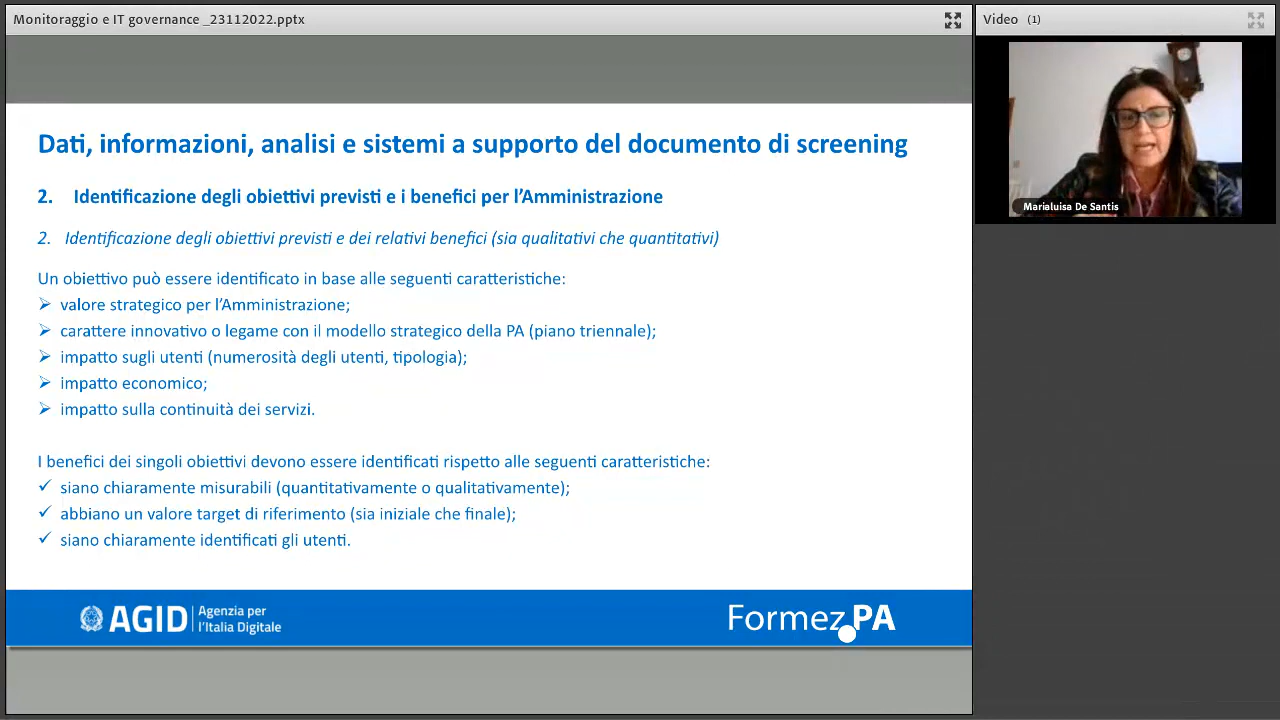 Monitoraggio e IT governance _23112022.pptx
Video (1)
Marialuisa De Santis
Dati, informazioni, analisi e sistemi a supporto del documento di screening
2. Identificazione degli obiettivi previsti e i benefici per l'Amministrazione
2. Identificazione degli obiettivi previsti e dei relativi benefici (sia qualitativi che quantitativi)
Un obiettivo può essere identificato in base alle seguenti caratteristiche:
➢ valore strategico per l'Amministrazione;
➢ carattere innovativo o legame con il modello strategico della PA (piano triennale);
➢ impatto sugli utenti (numerosità degli utenti, tipologia);
➢ impatto economico;
➢ impatto sulla continuità dei servizi.
I benefici dei singoli obiettivi devono essere identificati rispetto alle seguenti caratteristiche:
✓ siano chiaramente misurabili (quantitativamente o qualitativamente);
✓ abbiano un valore target di riferimento (sia iniziale che finale);
✓ siano chiaramente identificati gli utenti.
AGID
Agenzia per
l'Italia Digitale
Formez PA